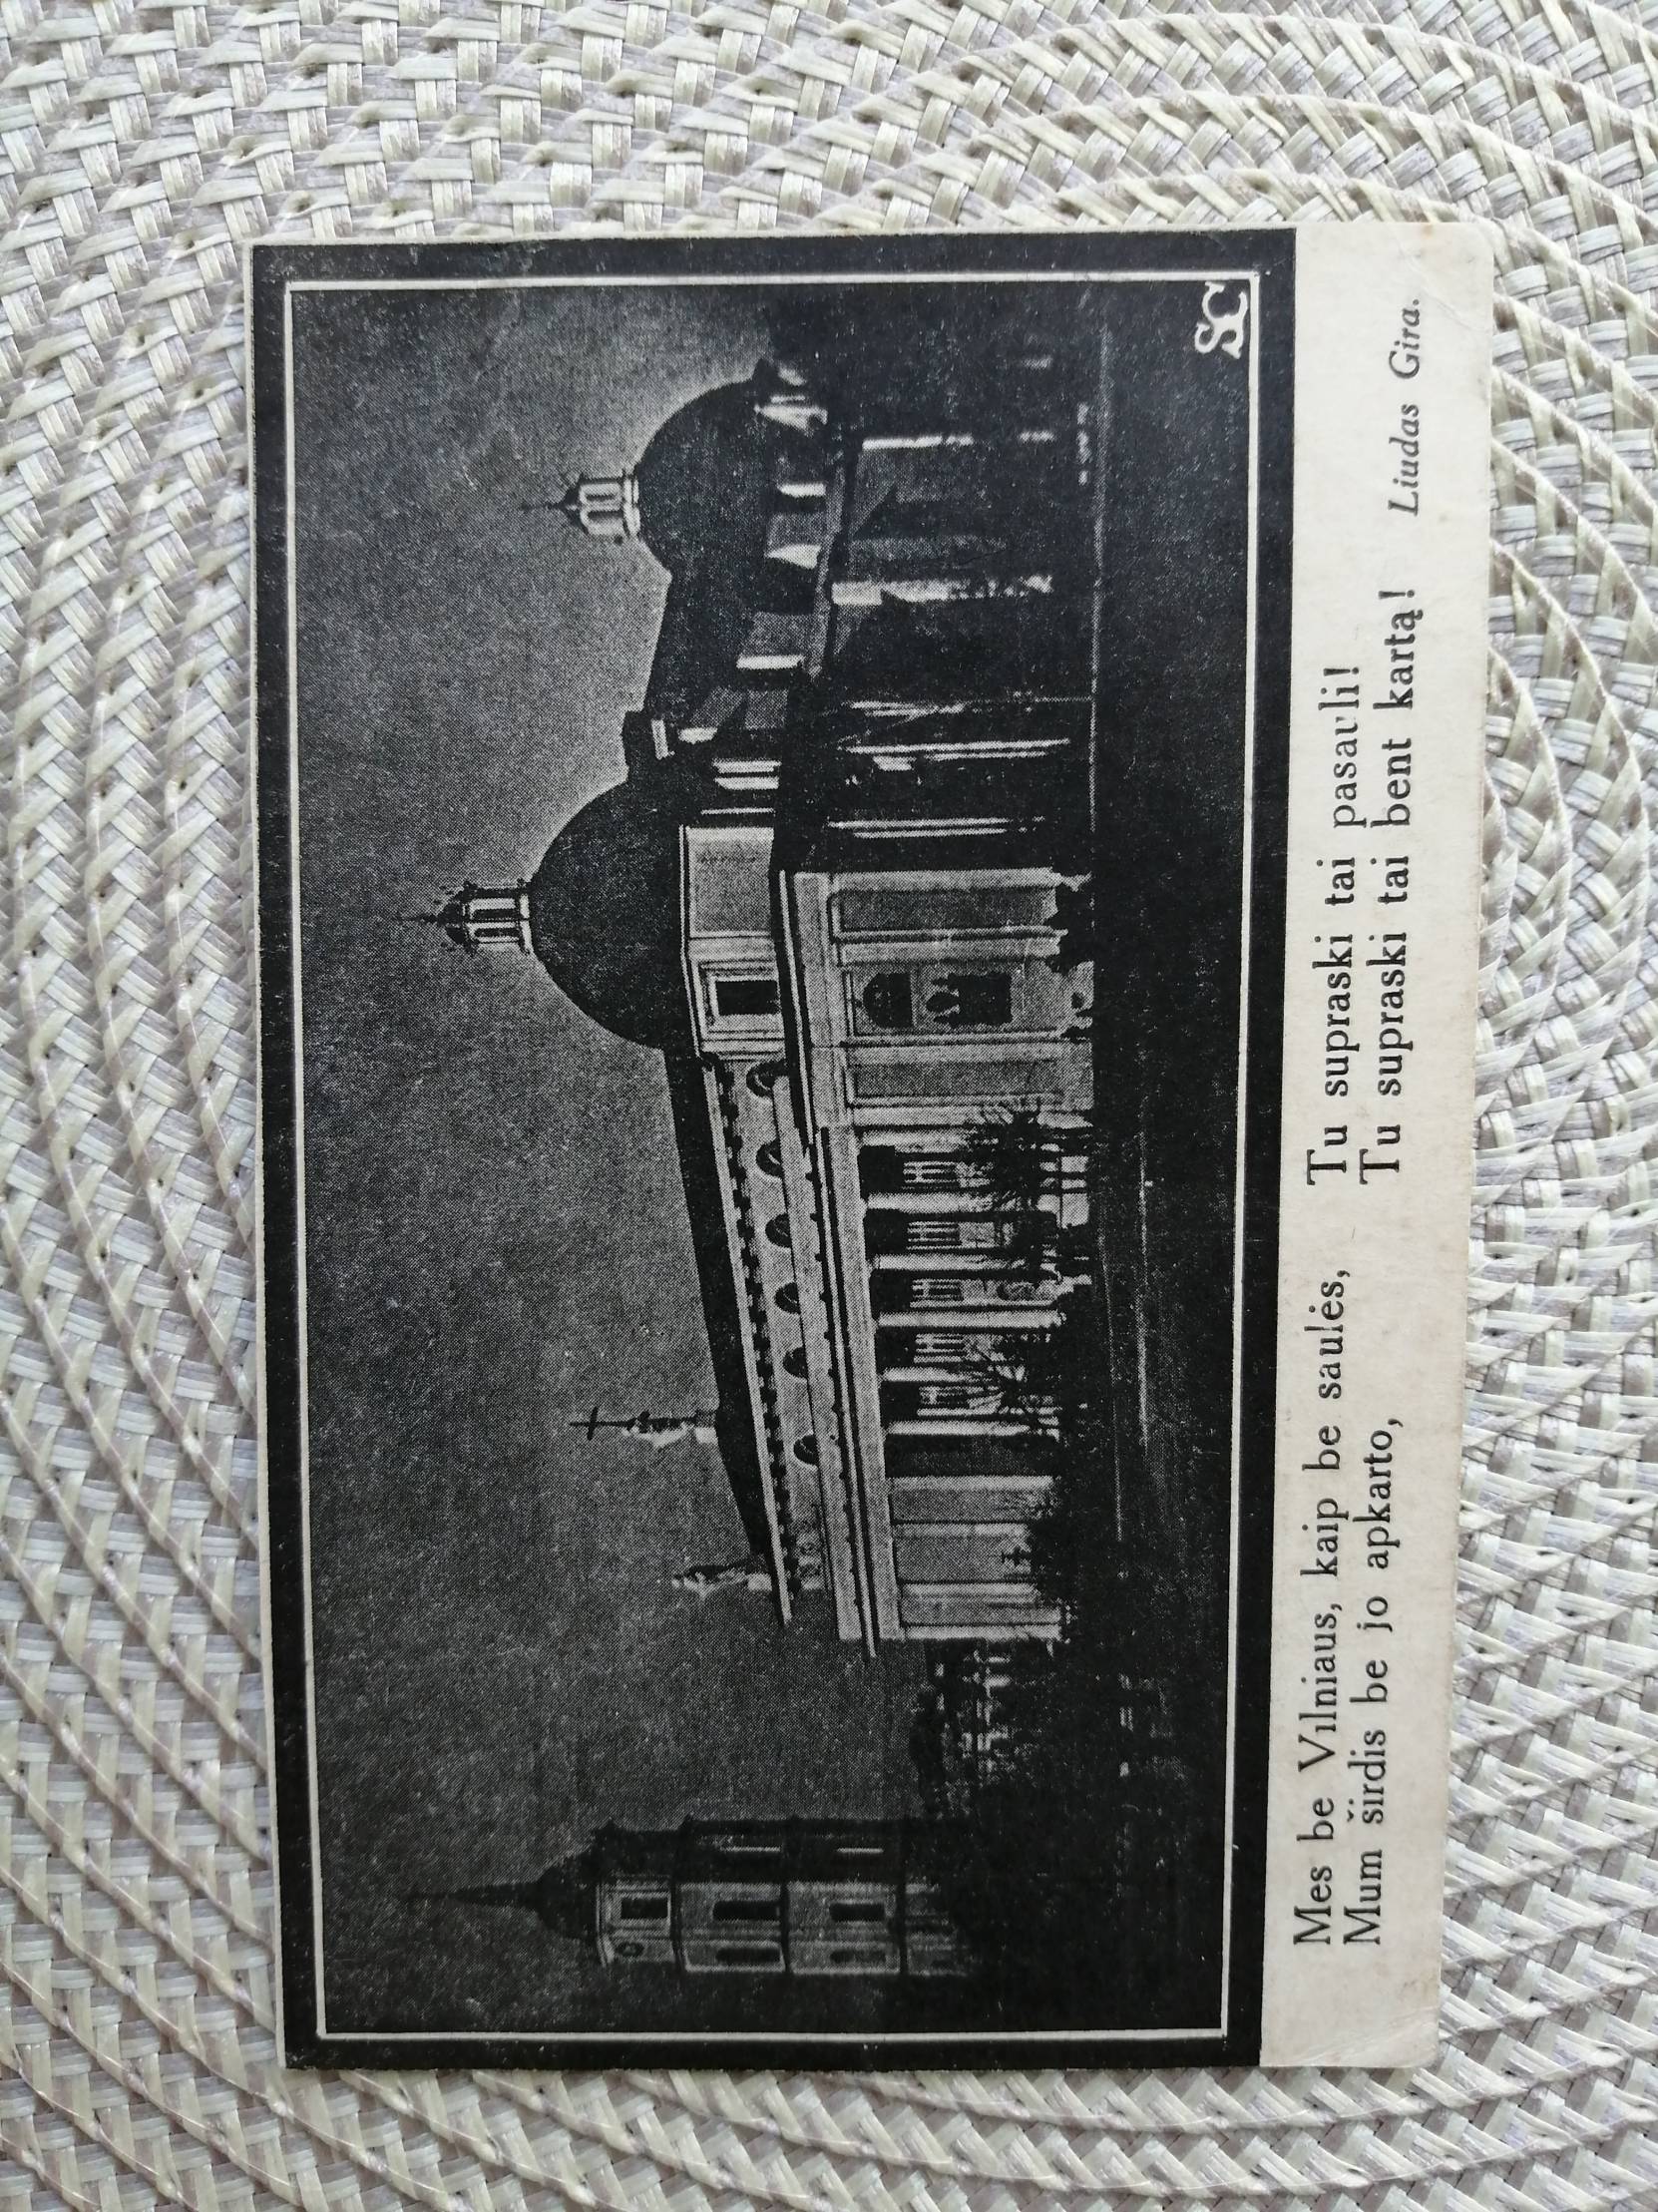 SC
Mes be Vilniaus, kaip be saulės,
Mum širdis be jo apkarto,
Tu supraski tai pasauli!
Tu supraski tai bent kartą!
Liudas Gira.